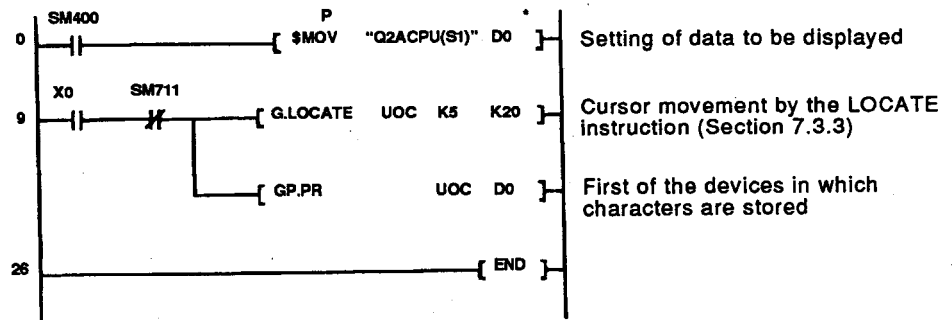 SM400
P *
0 $MOV "Q2ACPU(S1)" D0 Setting of data to be displayed
X0 SM711
9 G.LOCATE UOC K5 K20 Cursor movement by the LOCATE
instruction (Section 7.3.3)
GP.PR UOC D0 First of the devices in which
characters are stored
26 END